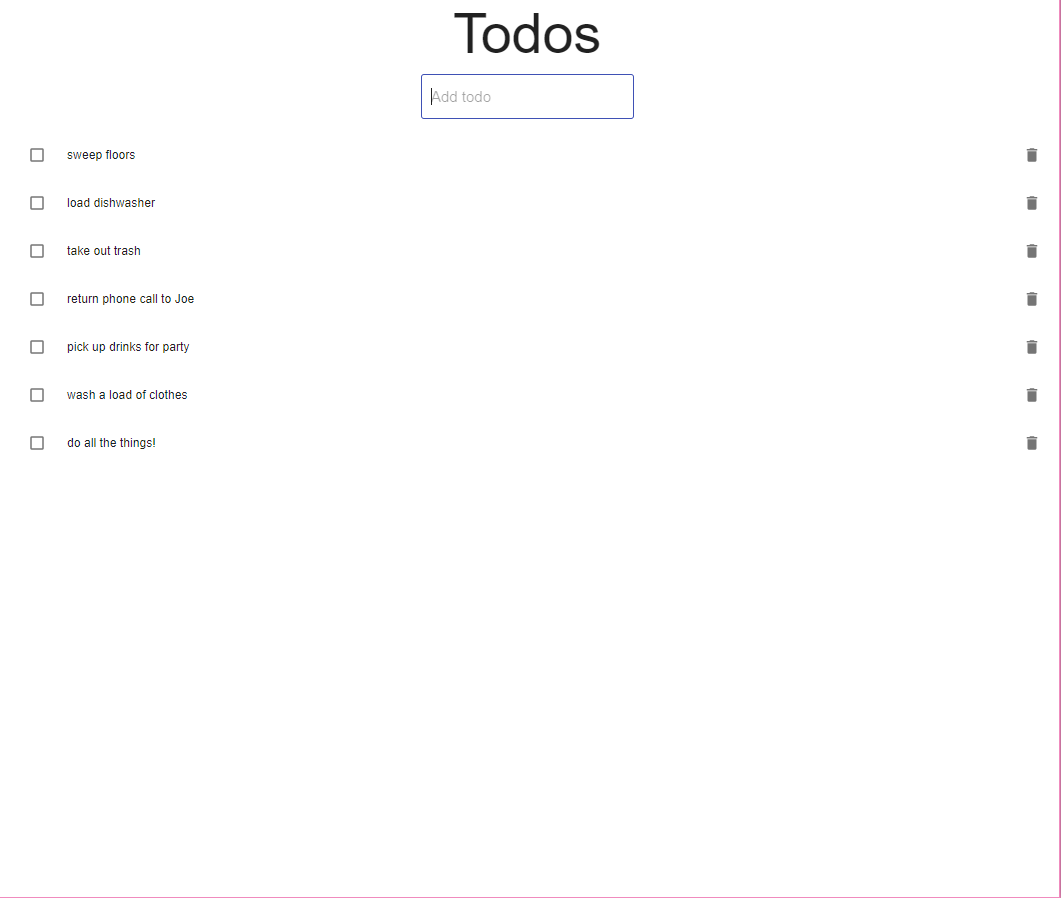 Todos
Add todo
sweep floors
load dishwasher
take out trash
return phone call to Joe
pick up drinks for party
wash a load of clothes
do all the things!